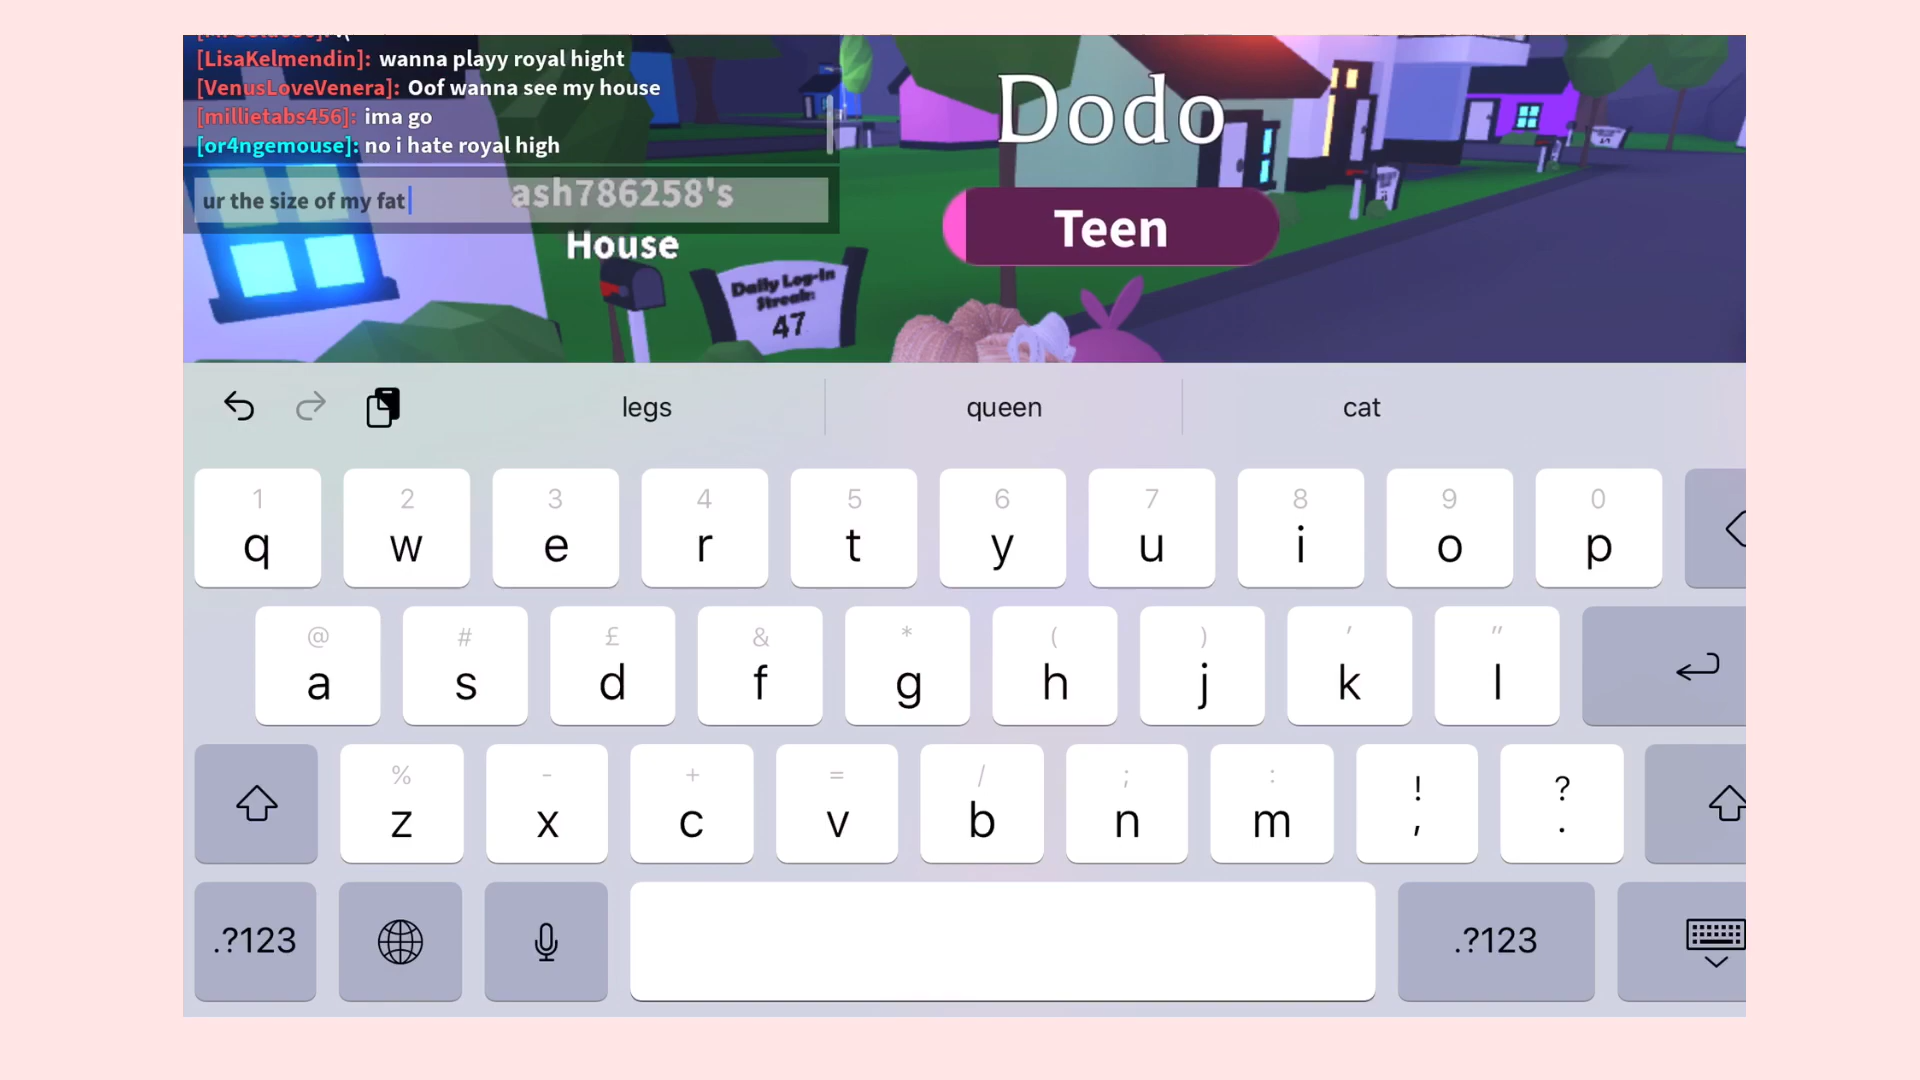 [LisaKelmendin]: wanna playy royal hight
[VenusLoveVenera]: Oof wanna see my house
[millietabs456]: ima go
[or4ngemouse]: no i hate royal high
ur the size of my fat
ash786258's
House
Daily Log-In
Streak:
47
Dodo
Teen
legs queen cat
1 2 3 4 5 6 7 8 9 0
q w e r t y u i o p
@ # £ & * ( ) ' "
a s d f g h j k l
% - + = / ; : ! ?
z x c v b n m , .
.?123 .?123